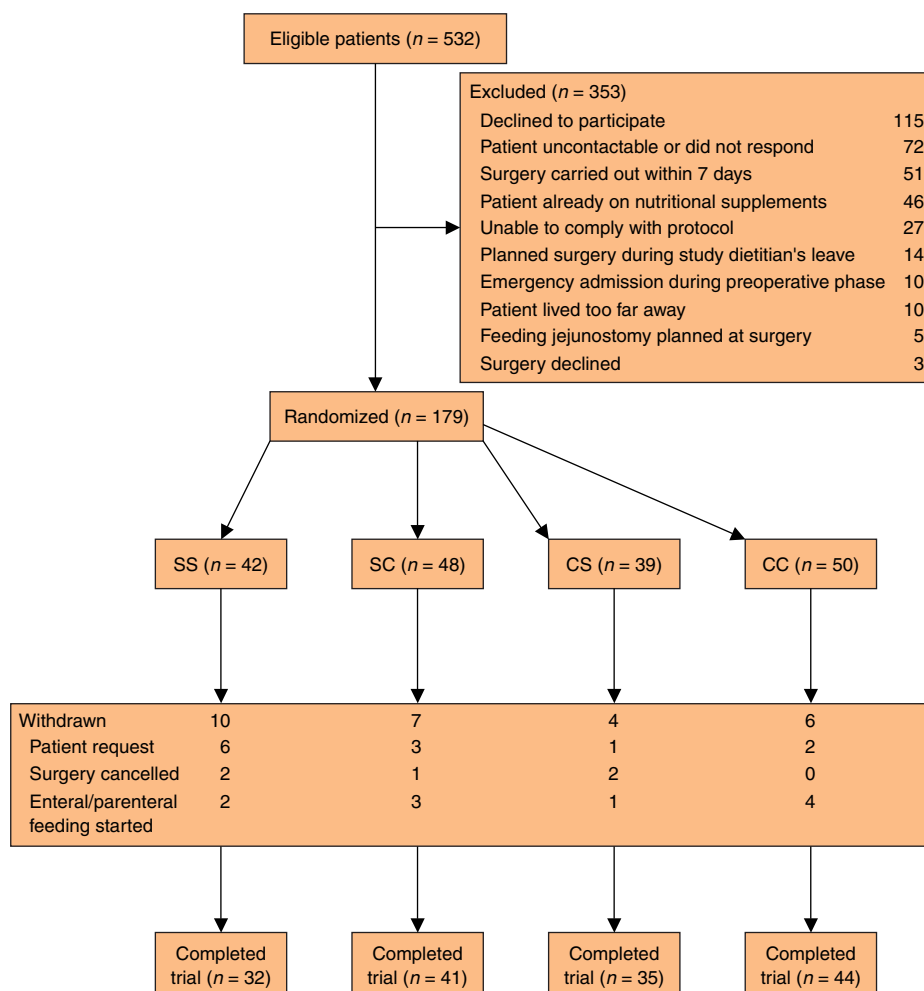 Eligible patients (n = 532)
Excluded (n = 353)
Declined to participate 115
Patient uncontactable or did not respond 72
Surgery carried out within 7 days 51
Patient already on nutritional supplements 46
Unable to comply with protocol 27
Planned surgery during study dietitian's leave 14
Emergency admission during preoperative phase 10
Patient lived too far away 10
Feeding jejunostomy planned at surgery 5
Surgery declined 3
Randomized (n = 179)
SS (n = 42) SC (n = 48) CS (n = 39) CC (n = 50)
Withdrawn 10 7 4 6
Patient request 6 3 1 2
Surgery cancelled 2 1 2 0
Enteral/parenteral 2 3 1 4
feeding started
Completed Completed Completed Completed
trial (n = 32) trial (n = 41) trial (n = 35) trial (n = 44)